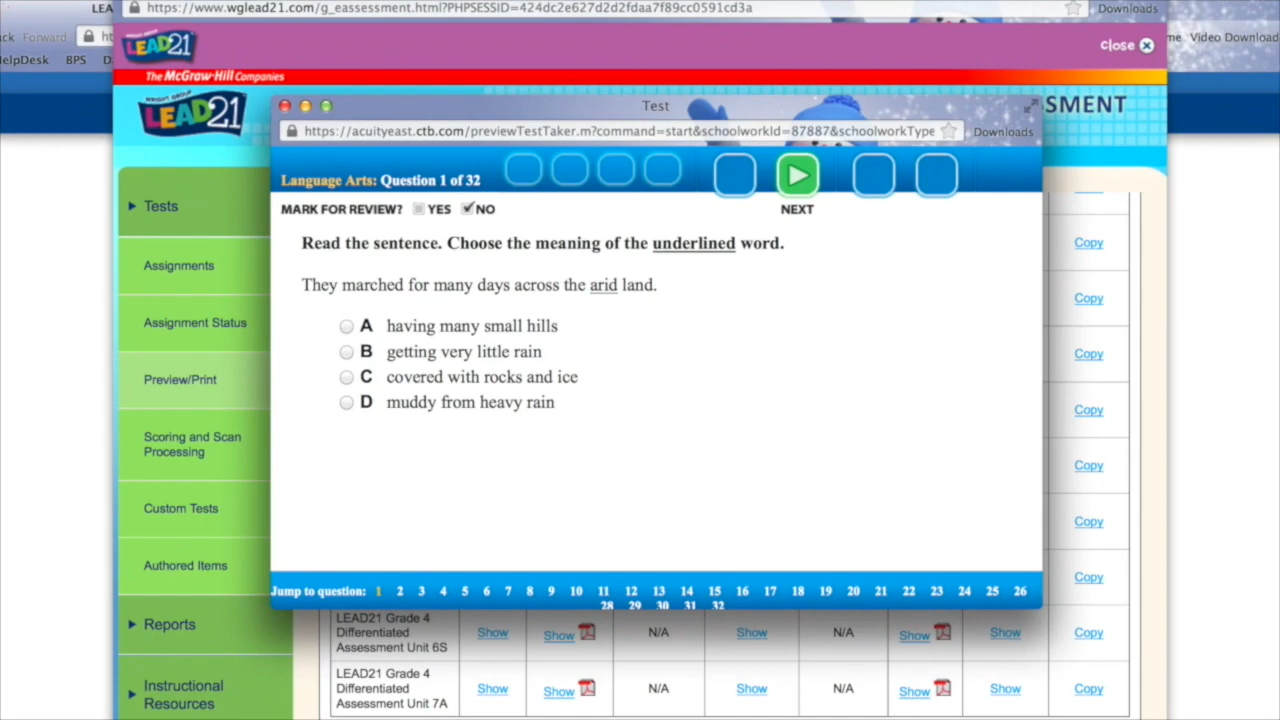 LEA
https://www.wglead21.com/g_eassessment.html?PHPSESSID=424dc2e627d2d2fdaa7f89cc0591cd3a
Downloads
ack Forward
ht
me Video Download
HelpDesk BPS D
LEAD21
Close
The McGraw-Hill Companies
WRIGHT GROUP
LEAD21
SMENT
Test
https://acuityeast.ctb.com/previewTestTaker.m?command=start&schoolworkId=87887&schoolworkType
Downloads
Language Arts: Question 1 of 32
MARK FOR REVIEW? YES NO
NEXT
Read the sentence. Choose the meaning of the underlined word.
They marched for many days across the arid land.
A having many small hills
B getting very little rain
C covered with rocks and ice
D muddy from heavy rain
Jump to question: 1 2 3 4 5 6 7 8 9 10 11 12 13 14 15 16 17 18 19 20 21 22 23 24 25 26
28 29 30 31 32
Tests
Assignments
Assignment Status
Preview/Print
Scoring and Scan
Processing
Custom Tests
Authored Items
Reports
Instructional
Resources
Copy
Copy
Copy
Copy
Copy
Copy
Copy
LEAD21 Grade 4
Differentiated
Assessment Unit 6S
Show Show N/A Show N/A Show Show Copy
LEAD21 Grade 4
Differentiated
Assessment Unit 7A
Show Show N/A Show N/A Show Show Copy